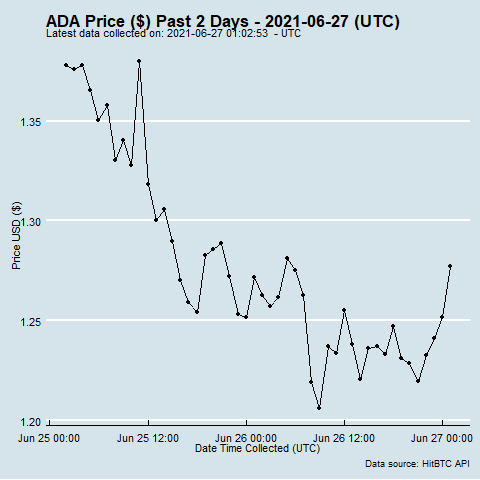 ADA Price ($) Past 2 Days - 2021-06-27 (UTC)
Latest data collected on: 2021-06-27 01:02:53  - UTC
Price USD ($)
1.35
1.30
1.25
1.20
Jun 25 00:00 Jun 25 12:00 Jun 26 00:00 Jun 26 12:00 Jun 27 00:00
Date Time Collected (UTC)
Data source: HitBTC API